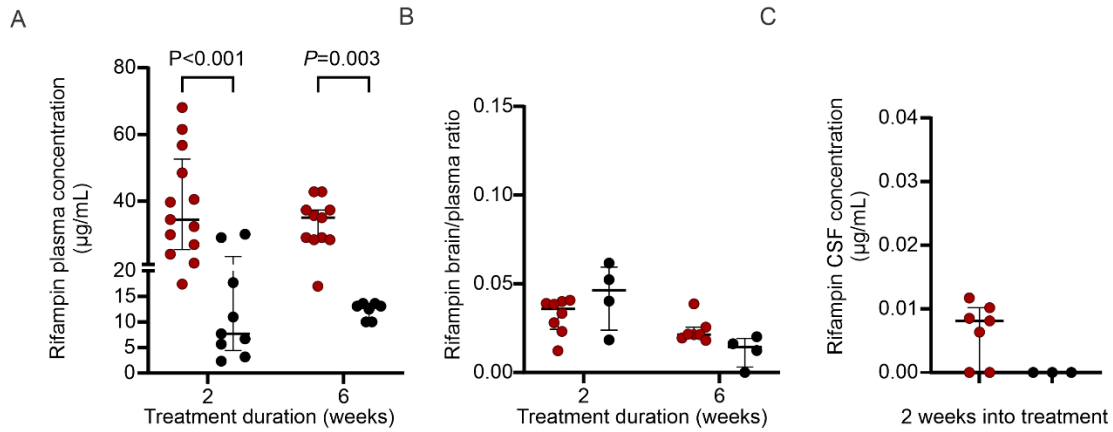 A
B
C
P<0.001
P=0.003
Rifampin plasma concentration
(µg/mL)
80
60
40
20
20
15
10
5
0
2
6
Treatment duration (weeks)
Rifampin brain/plasma ratio
0.15
0.10
0.05
0.00
2
6
Treatment duration (weeks)
Rifampin CSF concentration
(µg/mL)
0.04
0.03
0.02
0.01
0.00
2 weeks into treatment